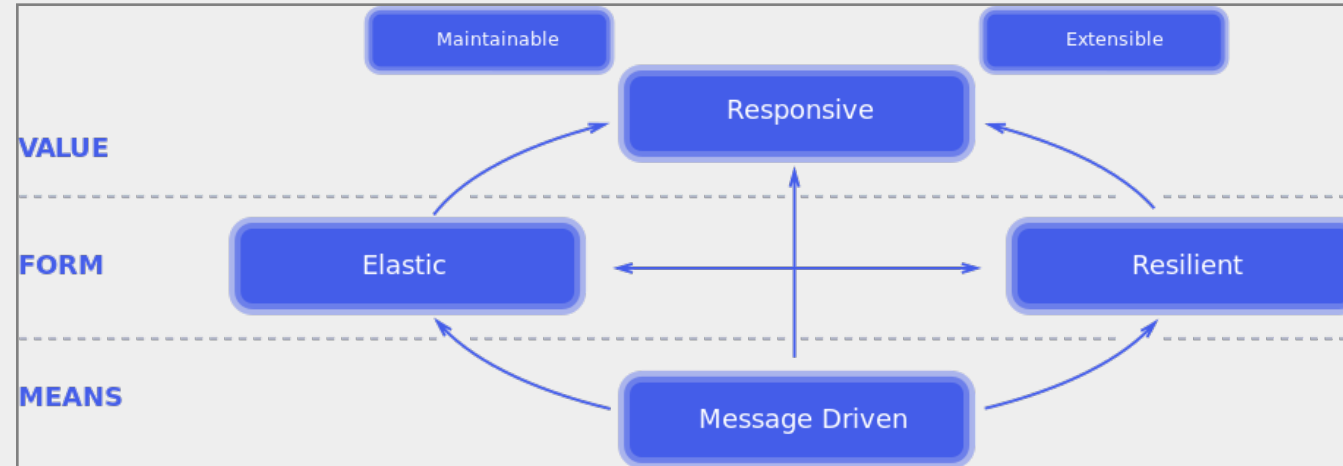 Maintainable
Extensible
Responsive
VALUE
FORM
Elastic
Resilient
MEANS
Message Driven